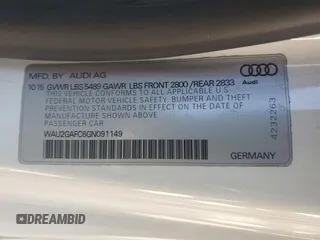 MFD. BY AUDI AG
10 15 GVWR LBS 5489 GAWR LBS FRONT 2800 / REAR 2833
THIS VEHICLE CONFORMS TO ALL APPLICABLE U.S.
FEDERAL MOTOR VEHICLE SAFETY, BUMPER AND THEFT
PREVENTION STANDARDS IN EFFECT ON THE DATE OF
MANUFACTURE SHOWN ABOVE
PASSENGER CAR
WAU2GAFC6GN091149
Audi
4232263
DREAMBID